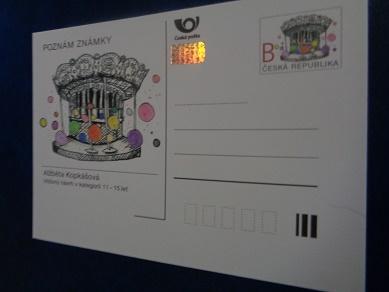 POZNÁM ZNÁMKY
Česká pošta
B
ČESKÁ REPUBLIKA
Alžběta Kopkášová
vítězný návrh v kategorii 11 - 15 let